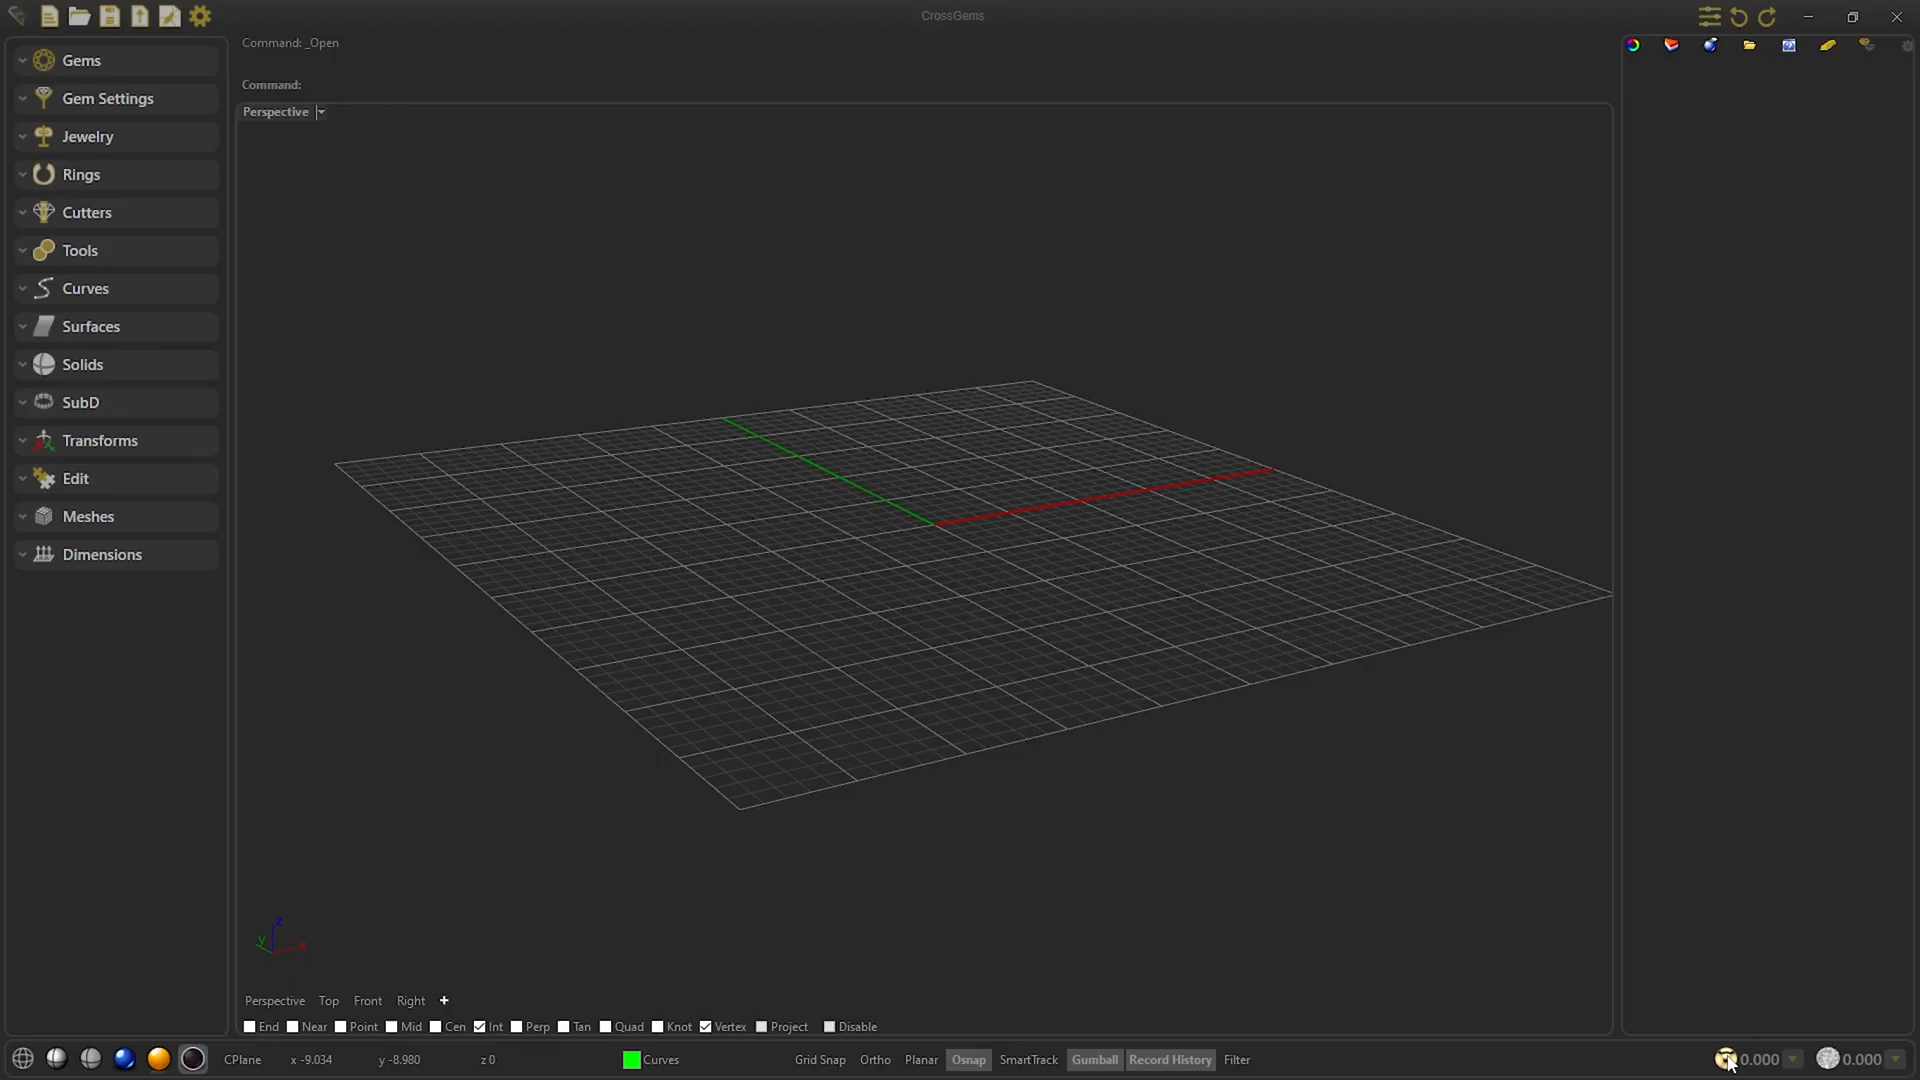 CrossGems
Command: _Open
Command:
Perspective
Gems
Gem Settings
Jewelry
Rings
Cutters
Tools
Curves
Surfaces
Solids
SubD
Transforms
Edit
Meshes
Dimensions
z
y
x
Perspective Top Front Right +
End Near Point Mid Cen Int Perp Tan Quad Knot Vertex Project Disable
CPlane x -9.034 y -8.980 z 0 Curves Grid Snap Ortho Planar Osnap SmartTrack Gumball Record History Filter 0.000 0.000